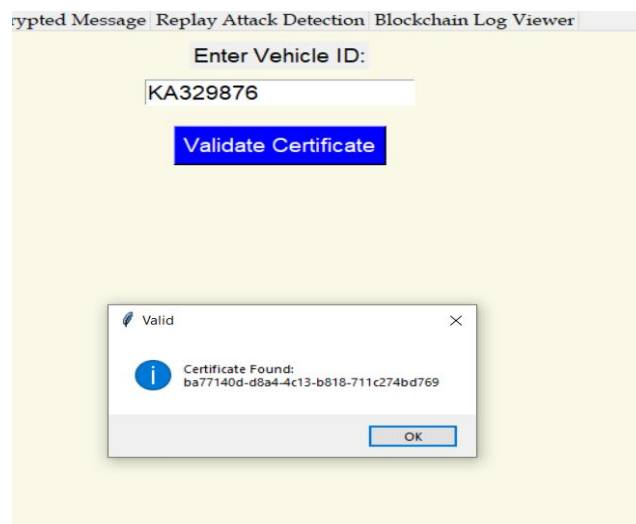 rypted Message Replay Attack Detection Blockchain Log Viewer
Enter Vehicle ID:
KA329876
Validate Certificate
Valid
Certificate Found:
ba77140d-d8a4-4c13-b818-711c274bd769
OK